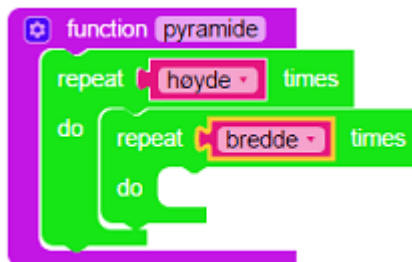 function pyramide
repeat høyde times
do repeat bredde times
do